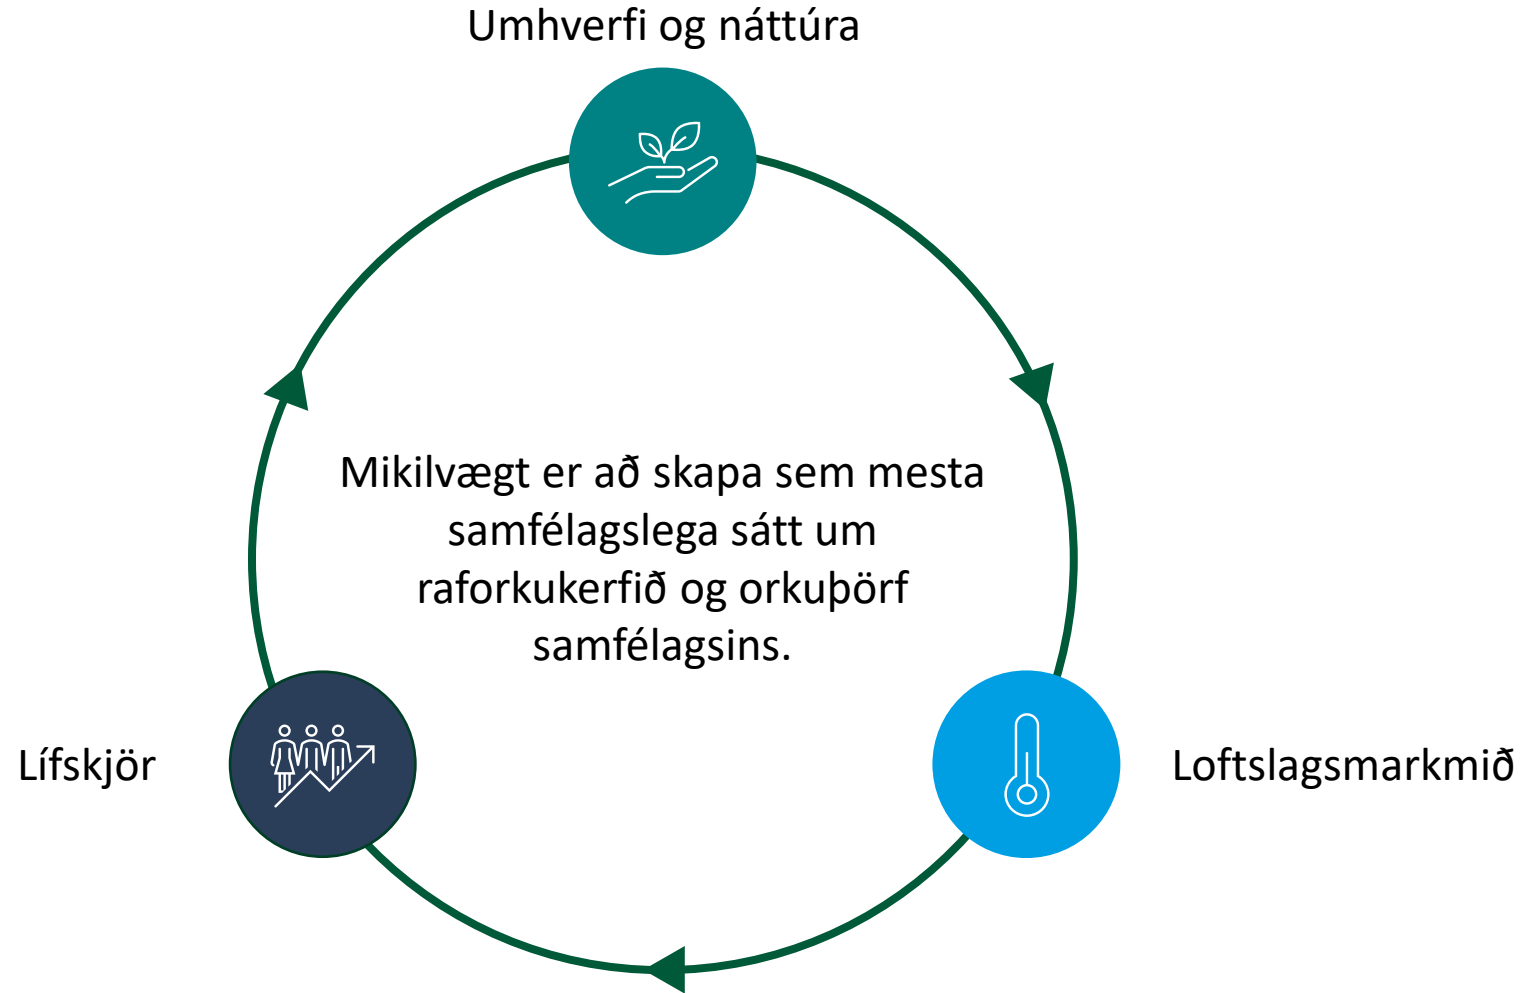 Umhverfi og náttúra
Mikilvægt er að skapa sem mesta
samfélagslega sátt um
raforkukerfið og orkuþörf
samfélagsins.
Lífskjör
Loftslagsmarkmið